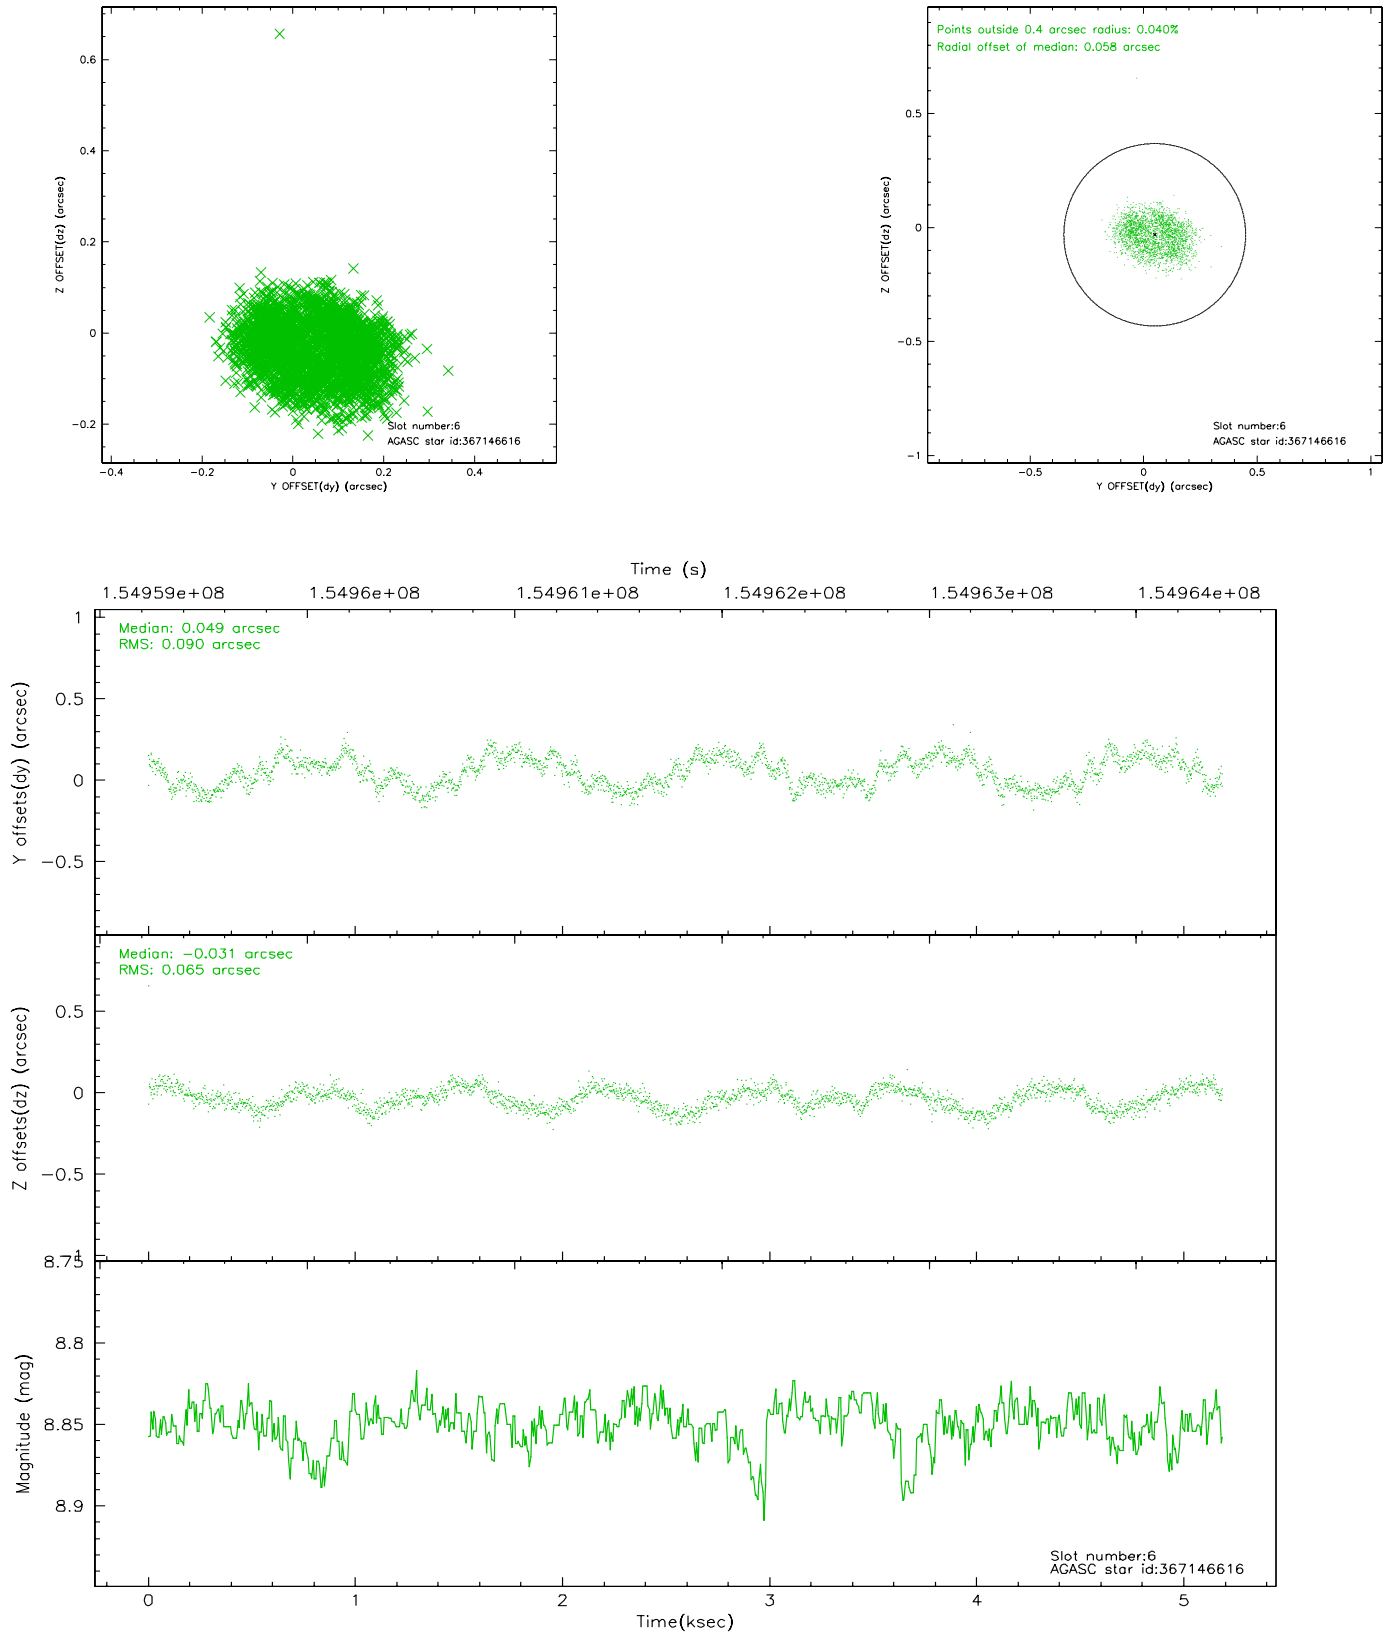 0.6
0.4
0.2
0
−0.2
−0.4 −0.2 0 0.2 0.4
Z OFFSET(dz) (arcsec)
Y OFFSET(dy) (arcsec)
Slot number:6
AGASC star id:367146616
Points outside 0.4 arcsec radius: 0.040%
Radial offset of median: 0.058 arcsec
0.5
0
−0.5
−1
−0.5 0 0.5 1
Z OFFSET(dz) (arcsec)
Y OFFSET(dy) (arcsec)
Slot number:6
AGASC star id:367146616
Time (s)
1.54959e+08 1.5496e+08 1.54961e+08 1.54962e+08 1.54963e+08 1.54964e+08
Median: 0.049 arcsec
RMS: 0.090 arcsec
1
0.5
0
−0.5
Y offsets(dy) (arcsec)
Median: −0.031 arcsec
RMS: 0.065 arcsec
0.5
0
−0.5
Z offsets(dz) (arcsec)
8.75
8.8
8.85
8.9
Magnitude (mag)
Slot number:6
AGASC star id:367146616
0 1 2 3 4 5
Time(ksec)